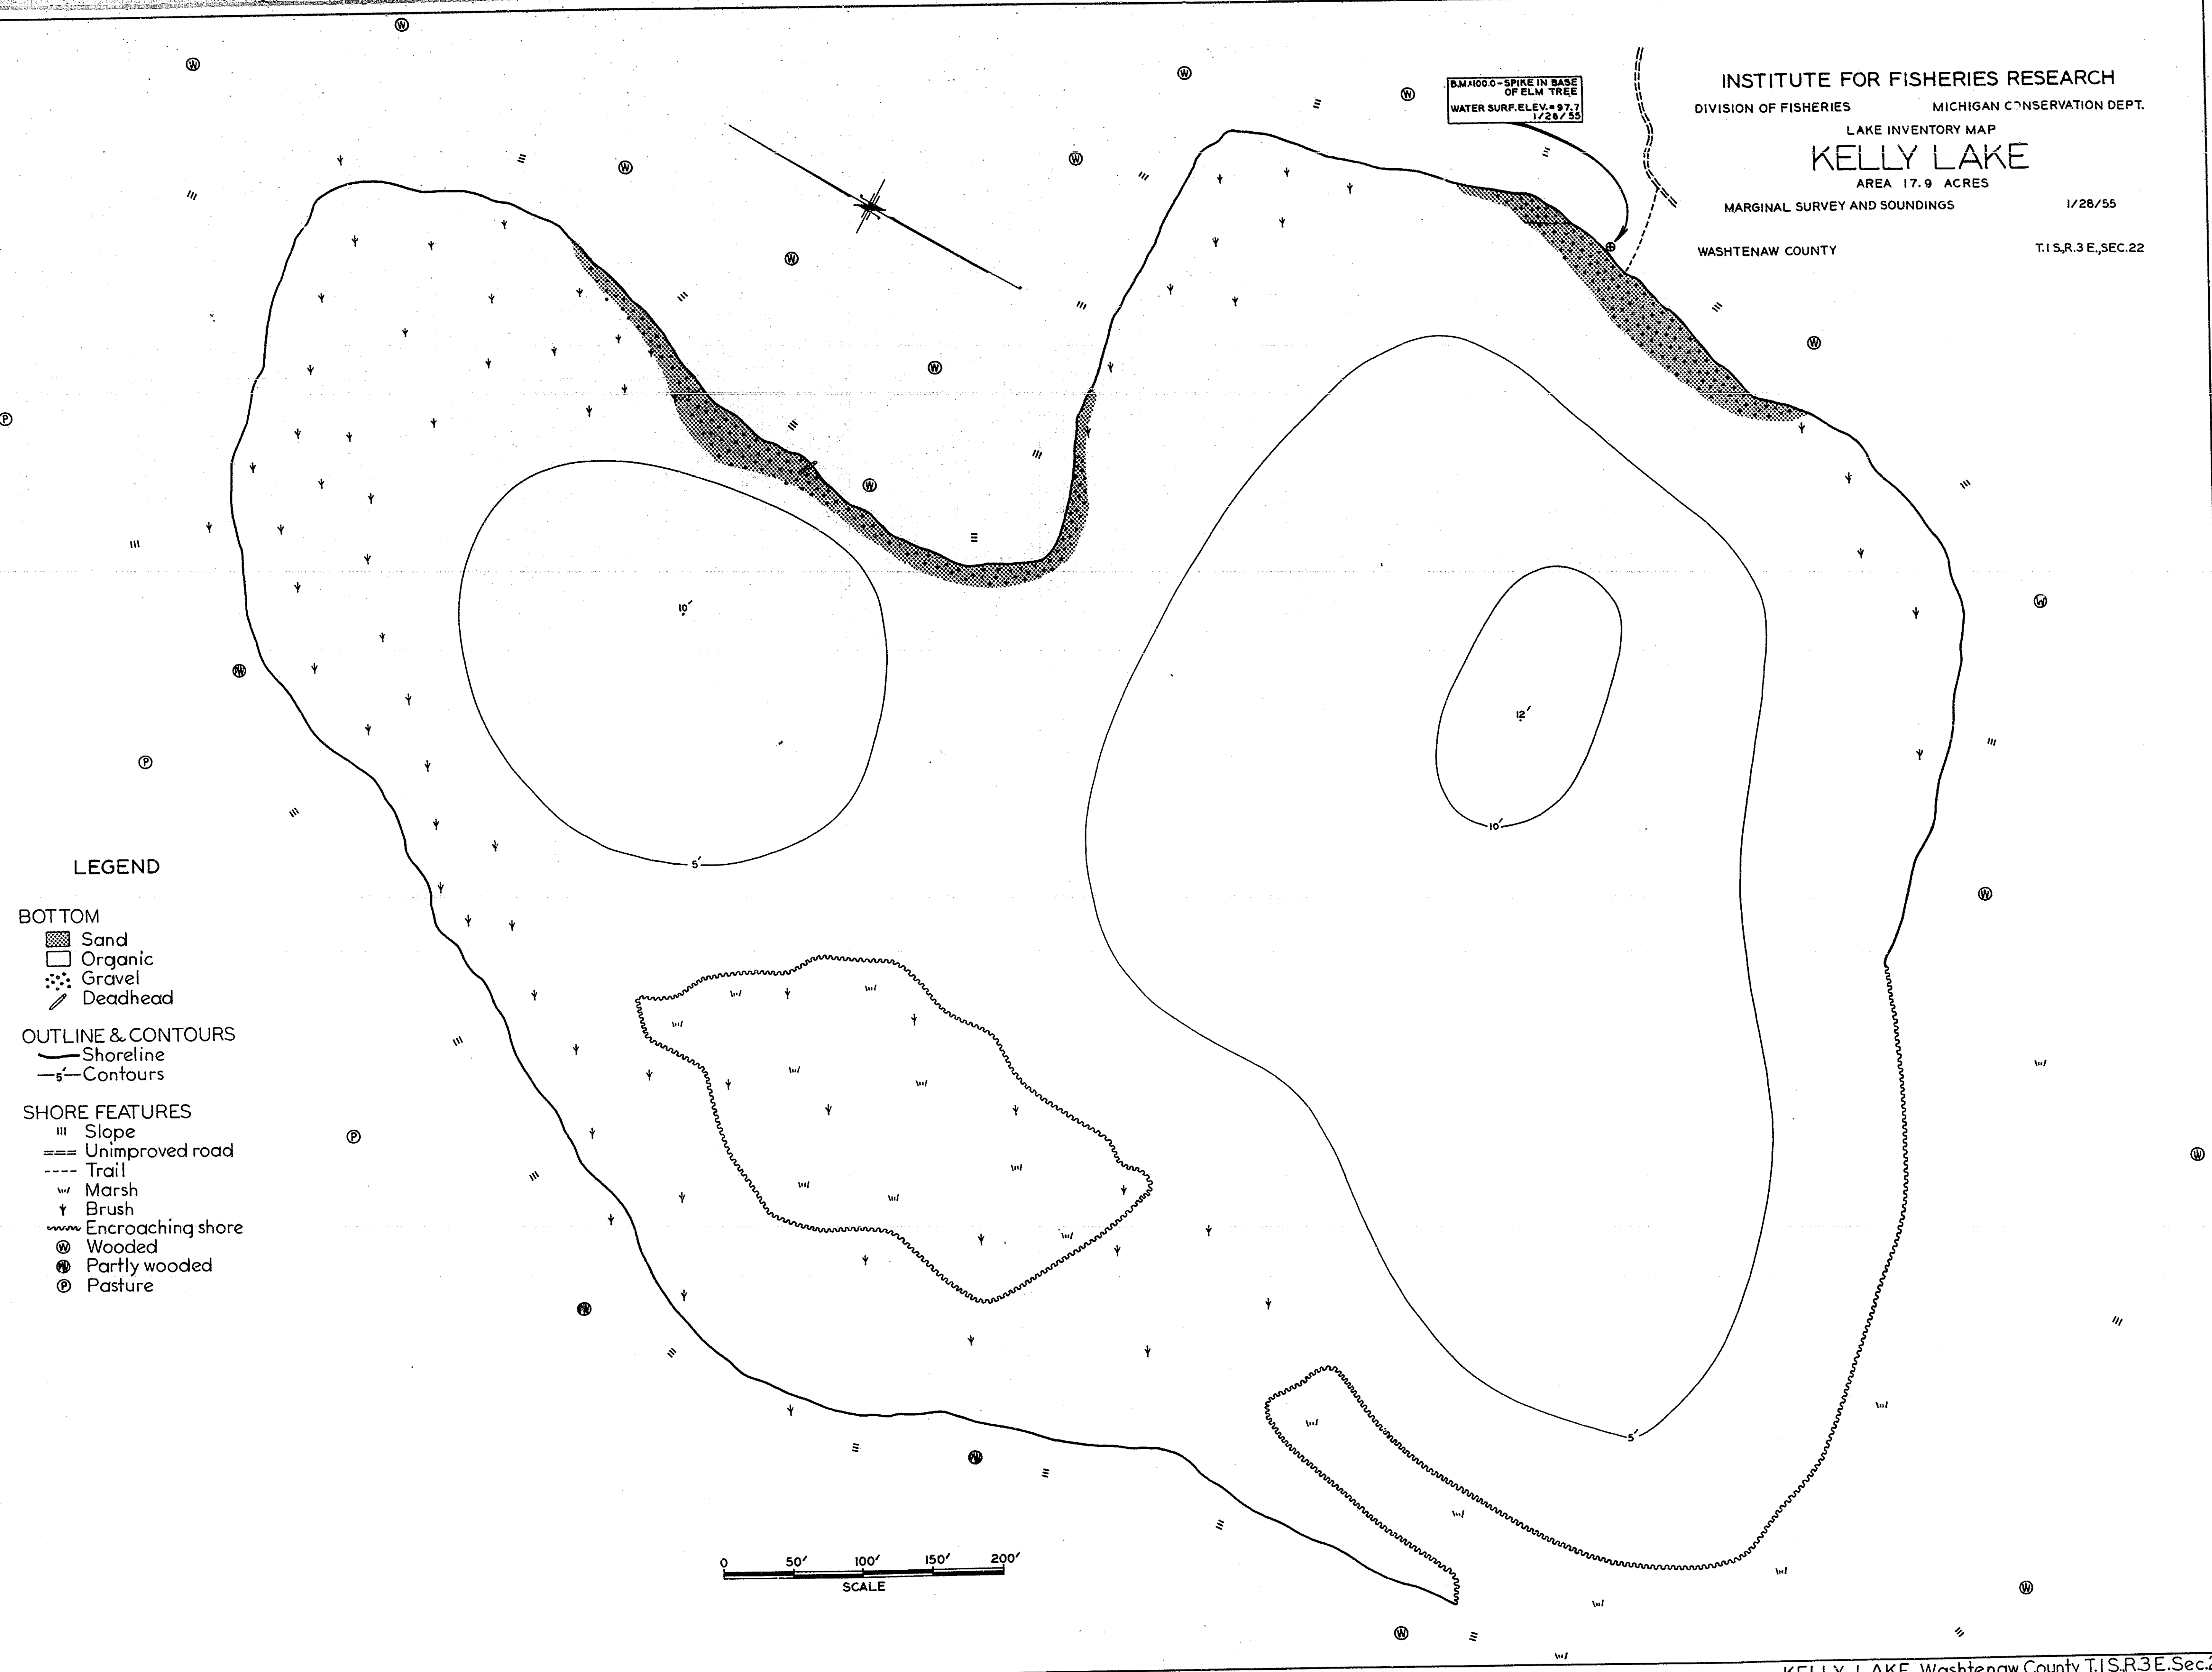 B.M.=100.0-SPIKE IN BASE
OF ELM TREE
WATER SURF. ELEV.=97.7
1/28/55
INSTITUTE FOR FISHERIES RESEARCH
DIVISION OF FISHERIES MICHIGAN CONSERVATION DEPT.
LAKE INVENTORY MAP
KELLY LAKE
AREA 17.9 ACRES
MARGINAL SURVEY AND SOUNDINGS 1/28/55
WASHTENAW COUNTY T.1S.,R.3E.,SEC.22
10'
12'
10'
5'
5'
LEGEND
BOTTOM
Sand
Organic
Gravel
Deadhead
OUTLINE & CONTOURS
Shoreline
5' Contours
SHORE FEATURES
Slope
Unimproved road
Trail
Marsh
Brush
Encroaching shore
W Wooded
PW Partly wooded
P Pasture
0 50' 100' 150' 200'
SCALE
KELLY LAKE, Washtenaw County T.1S.,R.3E.Sec.